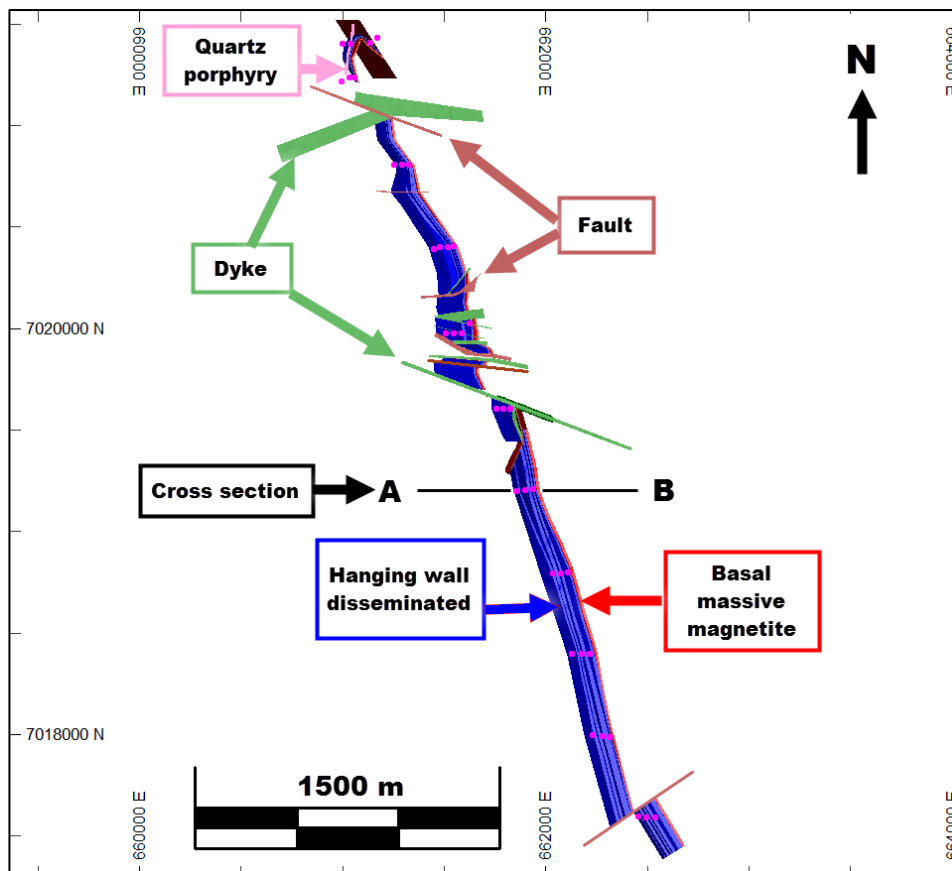 660000 E
662000 E
664000 E
Quartz
porphyry
N
Fault
Dyke
7020000 N
Cross section
A
B
Hanging wall
disseminated
Basal
massive
magnetite
7018000 N
1500 m
660000 E
662000 E
664000 E